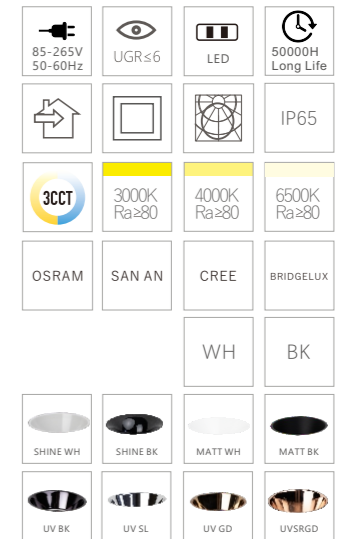 85-265V
50-60Hz
UGR≤6
LED
50000H
Long Life
IP65
3CCT
3000K
Ra≥80
4000K
Ra≥80
6500K
Ra≥80
OSRAM
SAN AN
CREE
BRIDGELUX
WH
BK
SHINE WH
SHINE BK
MATT WH
MATT BK
UV BK
UV SL
UV GD
UVSRGD